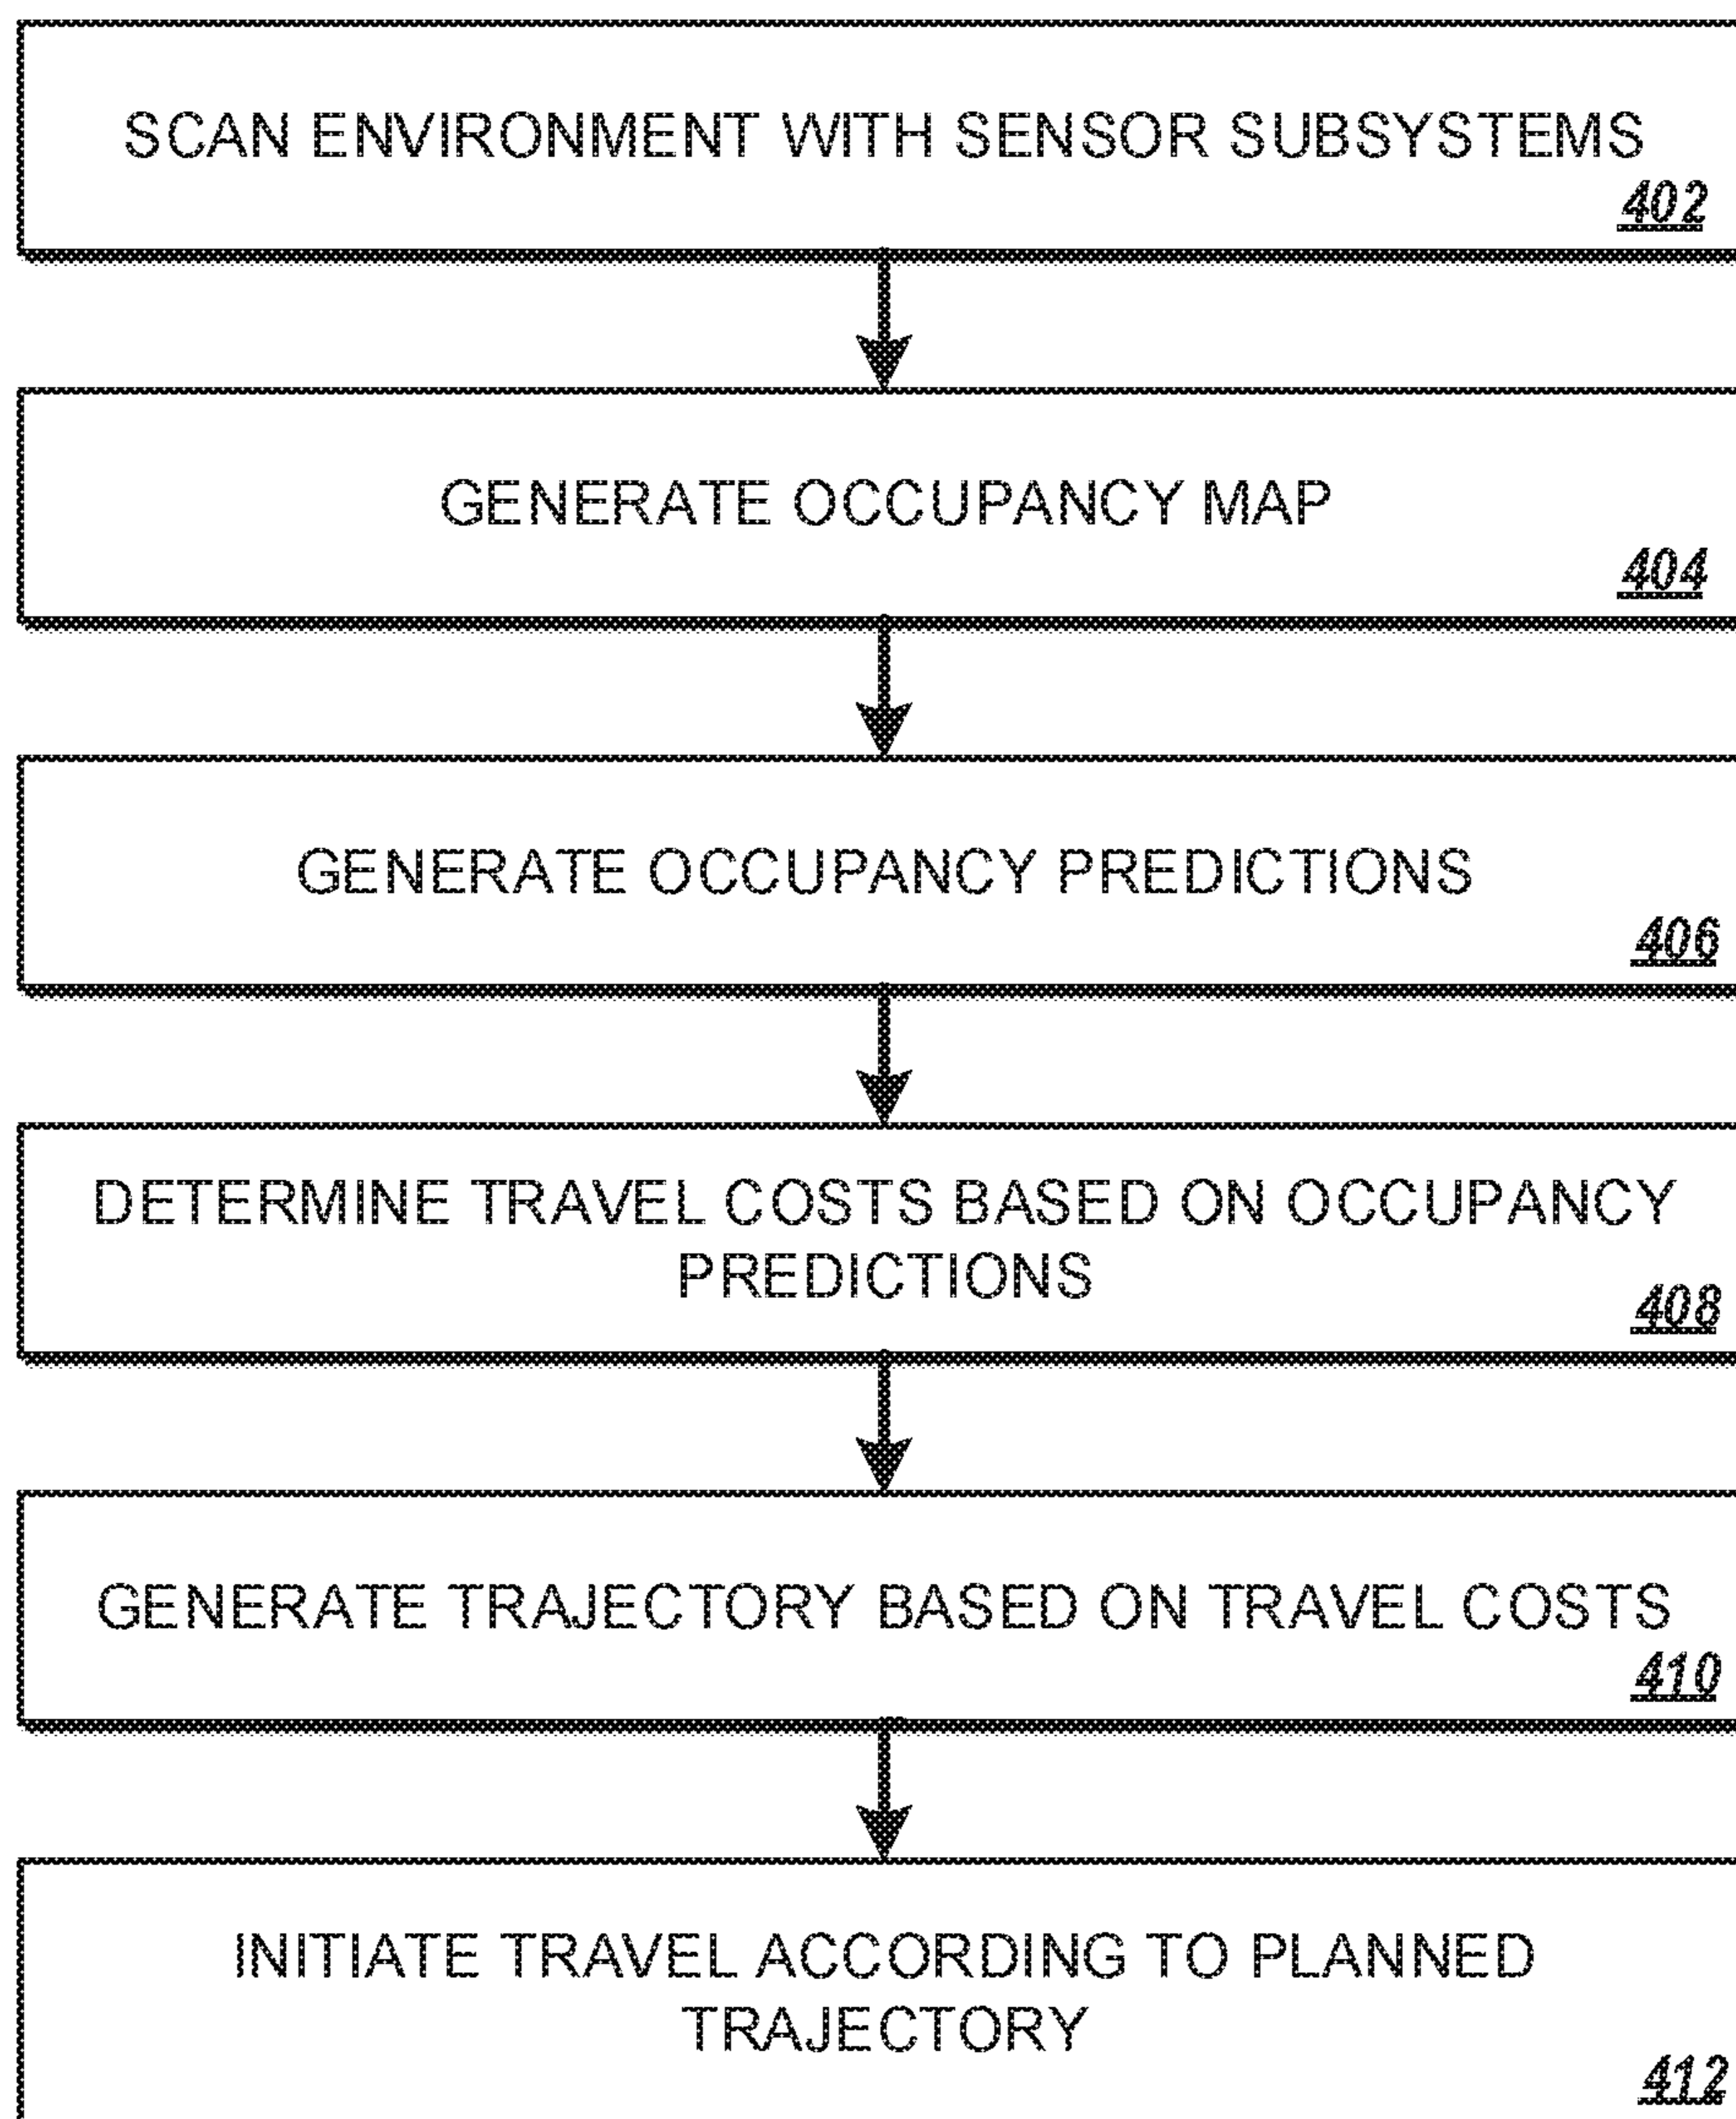 SCAN ENVIRONMENT WITH SENSOR SUBSYSTEMS
402
GENERATE OCCUPANCY MAP
404
GENERATE OCCUPANCY PREDICTIONS
406
DETERMINE TRAVEL COSTS BASED ON OCCUPANCY
PREDICTIONS
408
GENERATE TRAJECTORY BASED ON TRAVEL COSTS
410
INITIATE TRAVEL ACCORDING TO PLANNED
TRAJECTORY
412